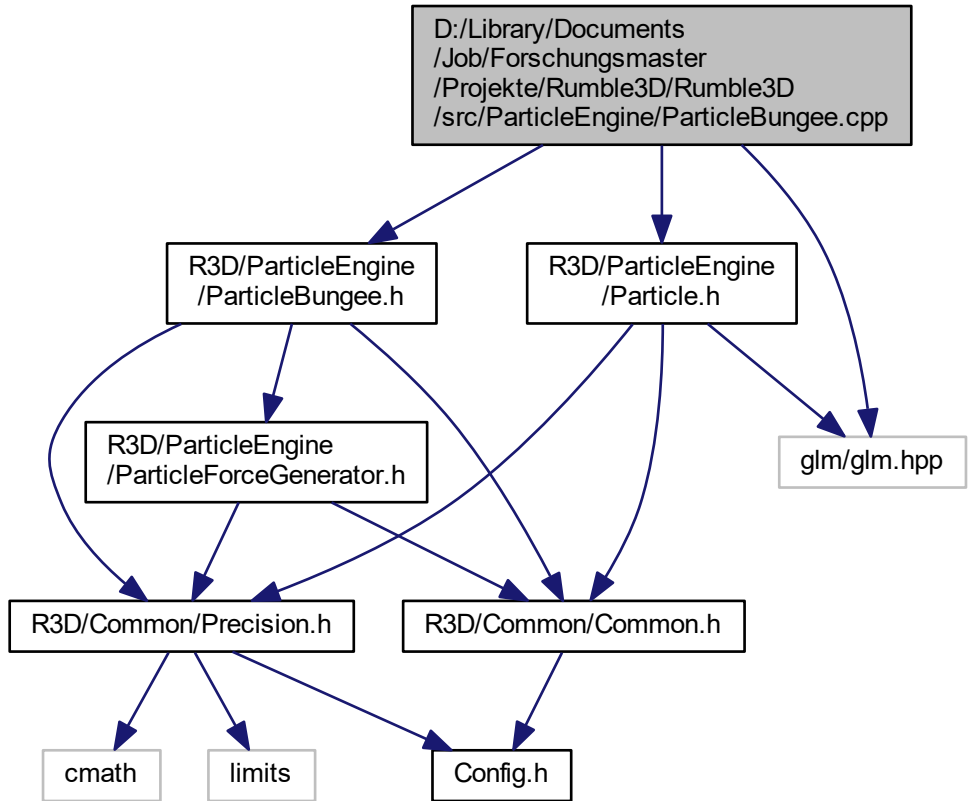 D:/Library/Documents
/Job/Forschungsmaster
/Projekte/Rumble3D/Rumble3D
/src/ParticleEngine/ParticleBungee.cpp
R3D/ParticleEngine
/ParticleBungee.h
R3D/ParticleEngine
/Particle.h
R3D/ParticleEngine
/ParticleForceGenerator.h
glm/glm.hpp
R3D/Common/Precision.h
R3D/Common/Common.h
cmath
limits
Config.h